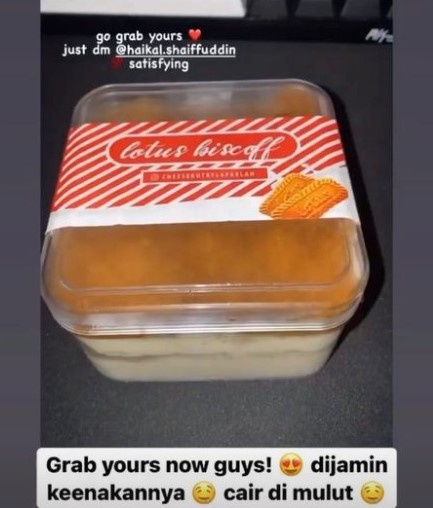 go grab yours ❤️
just dm @haikal.shaiffuddin
❤️ satisfying
lotus biscoff
Grab yours now guys! 😍 dijamin
keenakannya 🤤 cair di mulut 🤤